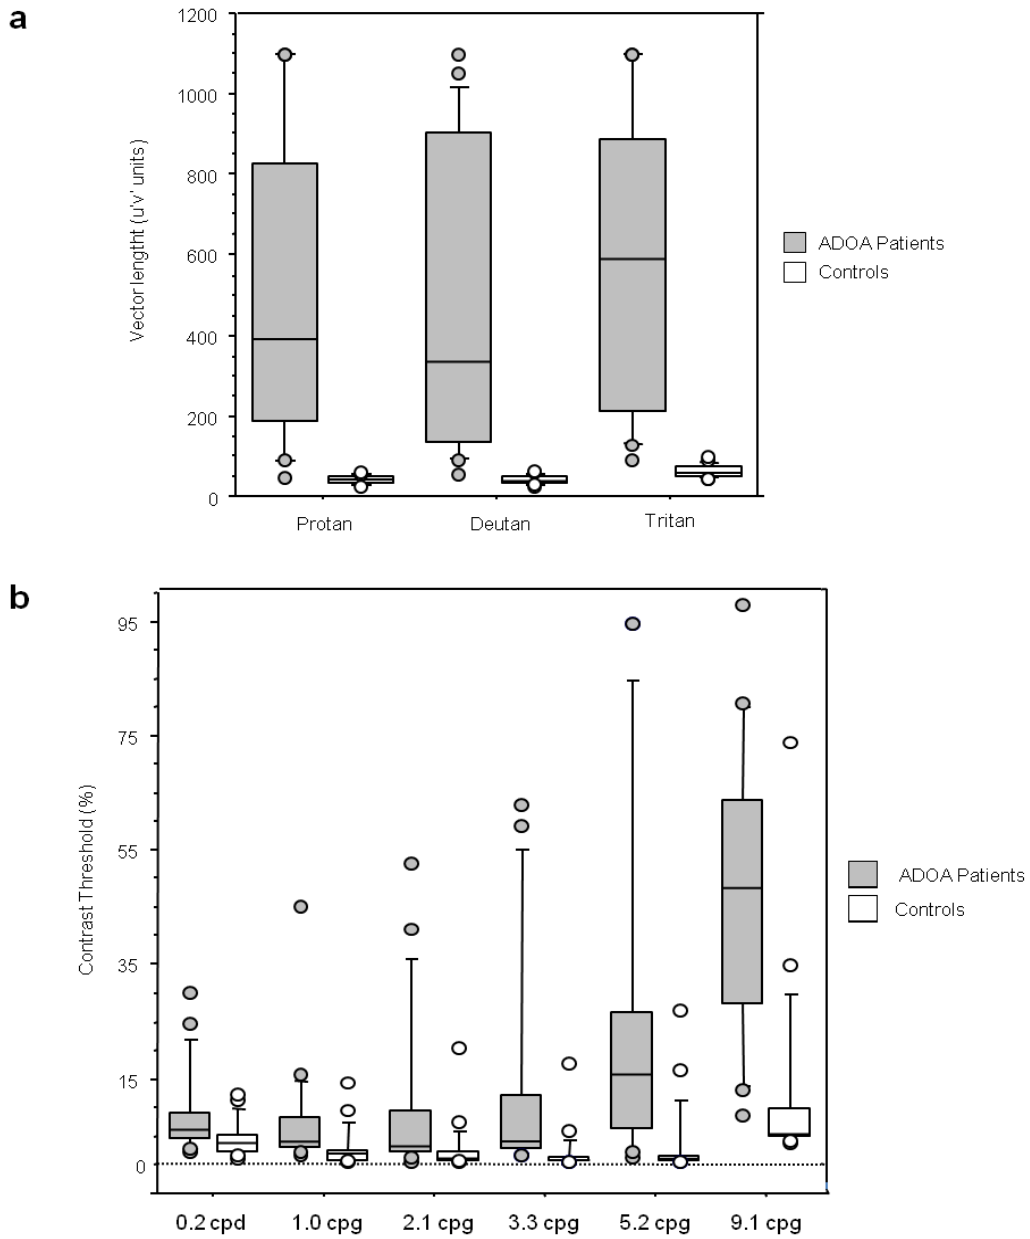 a
1200
1000
800
600
400
200
0
Vector lenght (u'v' units)
Protan Deutan Tritan
ADOA Patients
Controls
b
95
75
55
35
15
0
Contrast Threshold (%)
0.2 cpd 1.0 cpg 2.1 cpg 3.3 cpg 5.2 cpg 9.1 cpg
ADOA Patients
Controls